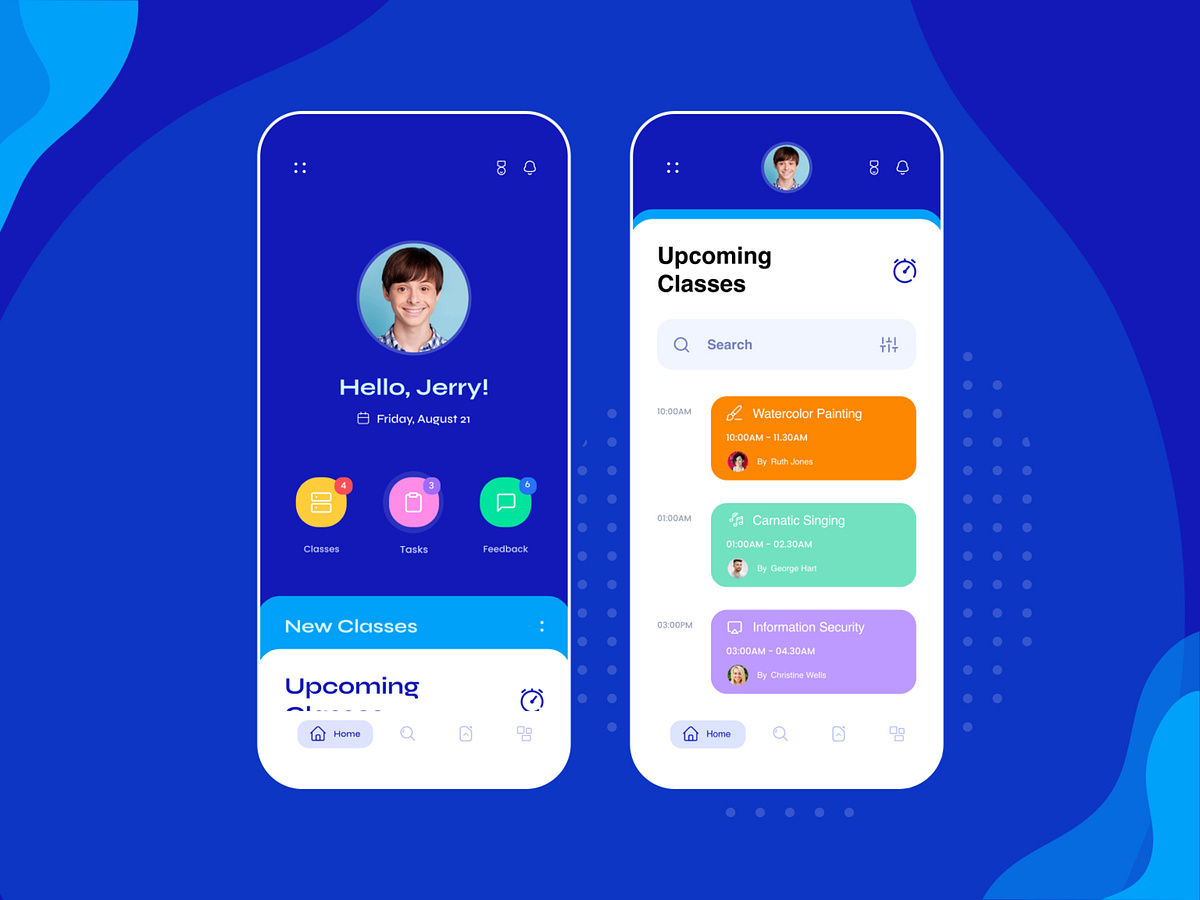 Hello, Jerry!
Friday, August 21
4
3
6
Classes
Tasks
Feedback
New Classes
Upcoming
Classes
Home
Upcoming
Classes
Search
10:00AM
Watercolor Painting
10:00AM - 11.30AM
By Ruth Jones
01:00AM
Carnatic Singing
01:00AM - 02.30AM
By George Hart
03:00PM
Information Security
03:00AM - 04.30AM
By Christine Wells
Home